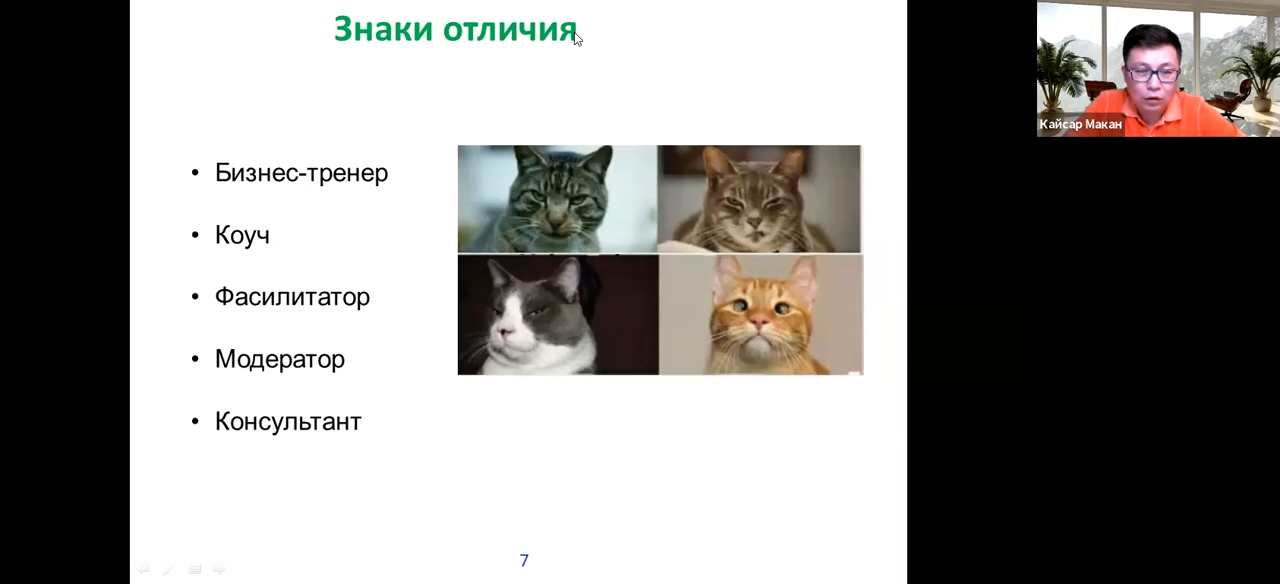 Знаки отличия
Кайсар Макан
• Бизнес-тренер
• Коуч
• Фасилитатор
• Модератор
• Консультант
7